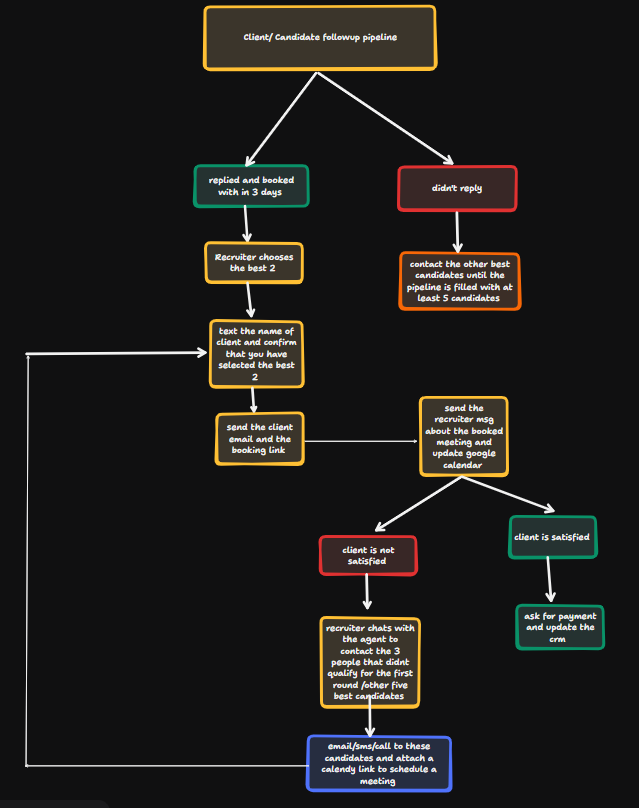 Client/ Candidate followup pipeline
replied and booked
with in 3 days
didn't reply
Recruiter chooses
the best 2
contact the other best
candidates until the
pipeline is filled with at
least 5 candidates
text the name of
client and confirm
that you have
selected the best
2
send the client
email and the
booking link
send the
recruiter msg
about the booked
meeting and
update google
calendar
client is not
satisfied
client is satisfied
ask for payment
and update the
crm
recruiter chats with
the agent to
contact the 3
people that didnt
qualify for the first
round /other five
best candidates
email/sms/call to these
candidates and attach a
calendy link to schedule a
meeting